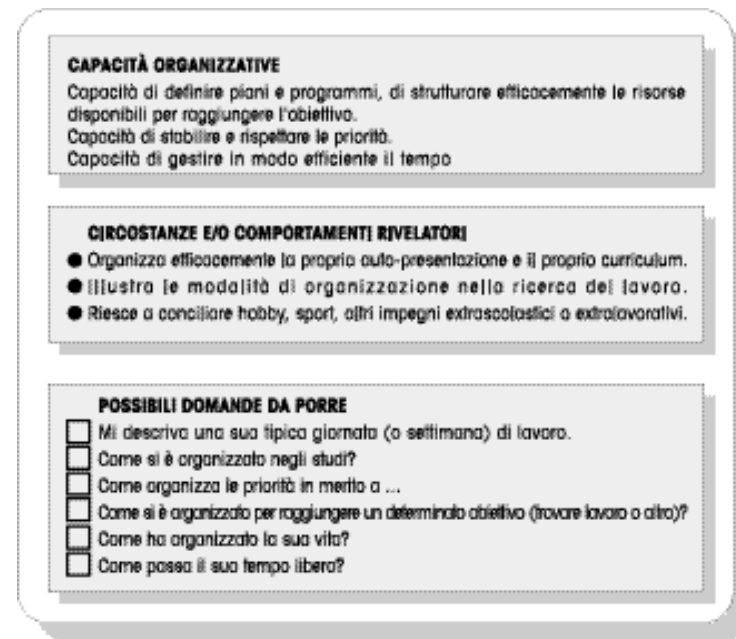 CAPACITÀ ORGANIZZATIVE
Capacità di definire piani e programmi, di strutturare efficacemente le risorse
disponibili per raggiungere l'obiettivo.
Capacità di stabilire e rispettare le priorità.
Capacità di gestire in modo efficiente il tempo
CIRCOSTANZE E/O COMPORTAMENTI RIVELATORI
● Organizza efficacemente la propria auto-presentazione e il proprio curriculum.
● Illustra le modalità di organizzazione nella ricerca del lavoro.
● Riesce a conciliare hobby, sport, altri impegni extrascolastici o extralavorativi.
POSSIBILI DOMANDE DA PORRE
Mi descriva una sua tipica giornata (o settimana) di lavoro.
Come si è organizzato negli studi?
Come organizza le priorità in merito a ...
Come si è organizzato per raggiungere un determinato obiettivo (trovare lavoro o altro)?
Come ha organizzato la sua vita?
Come passa il suo tempo libero?